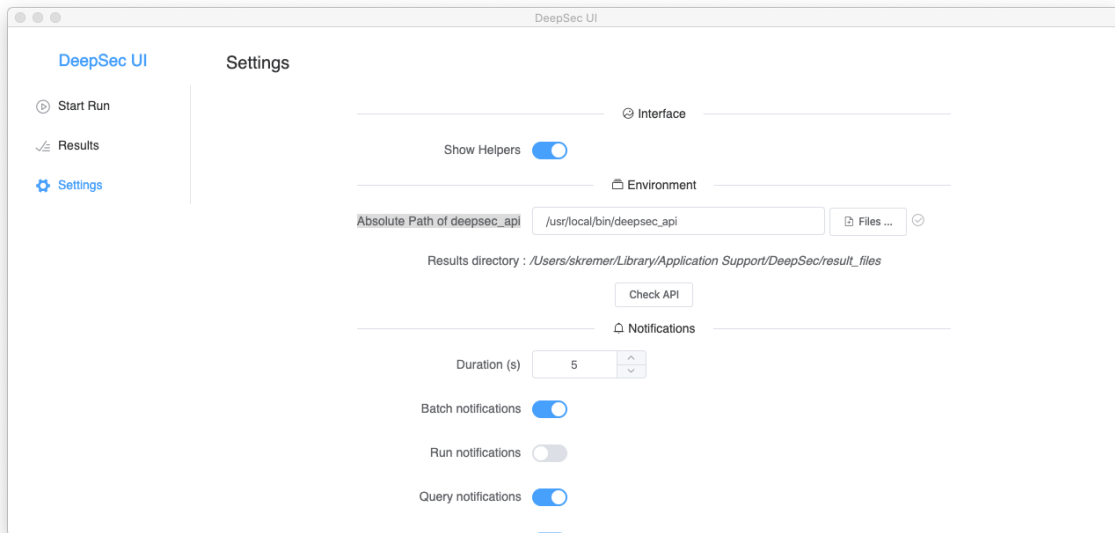 DeepSec UI
DeepSec UI
Settings
Start Run
Results
Settings
Interface
Show Helpers
Environment
Absolute Path of deepsec_api /usr/local/bin/deepsec_api Files ...
Results directory : /Users/skremer/Library/Application Support/DeepSec/result_files
Check API
Notifications
Duration (s) 5
Batch notifications
Run notifications
Query notifications